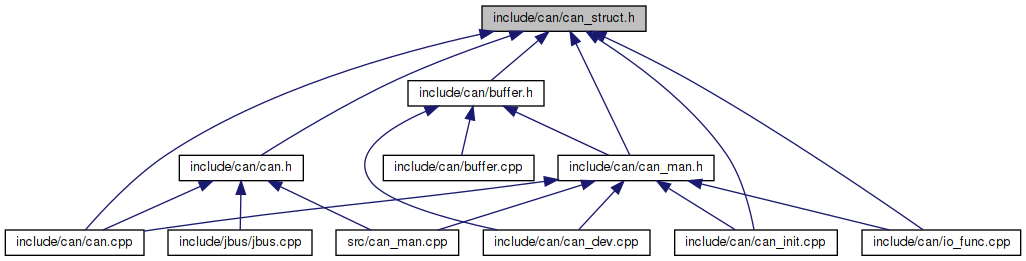 include/can/can_struct.h
include/can/buffer.h
include/can/can.h
include/can/buffer.cpp
include/can/can_man.h
include/can/can.cpp
include/jbus/jbus.cpp
src/can_man.cpp
include/can/can_dev.cpp
include/can/can_init.cpp
include/can/io_func.cpp